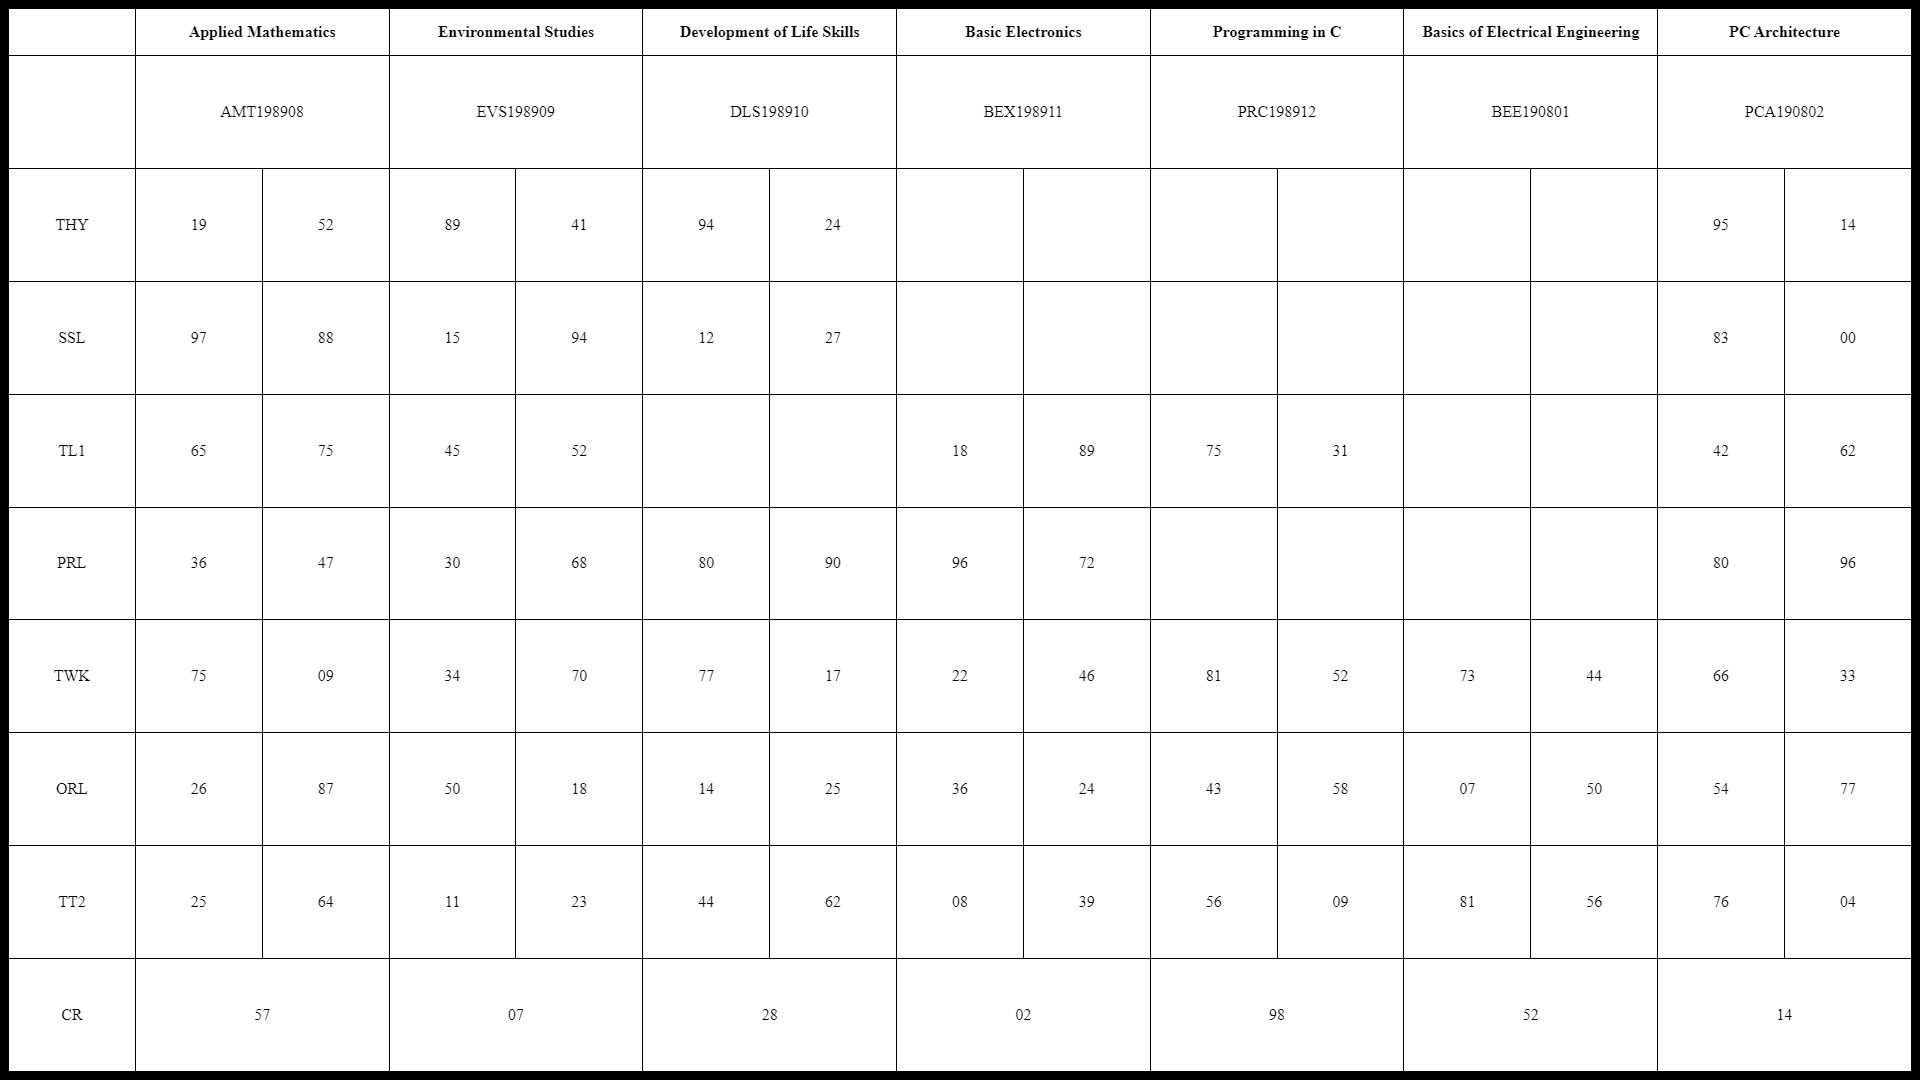 Applied Mathematics Environmental Studies Development of Life Skills Basic Electronics Programming in C Basics of Electrical Engineering PC Architecture
AMT198908 EVS198909 DLS198910 BEX198911 PRC198912 BEE190801 PCA190802
THY 19 52 89 41 94 24 95 14
SSL 97 88 15 94 12 27 83 00
TL1 65 75 45 52 18 89 75 31 42 62
PRL 36 47 30 68 80 90 96 72 80 96
TWK 75 09 34 70 77 17 22 46 81 52 73 44 66 33
ORL 26 87 50 18 14 25 36 24 43 58 07 50 54 77
TT2 25 64 11 23 44 62 08 39 56 09 81 56 76 04
CR 57 07 28 02 98 52 14